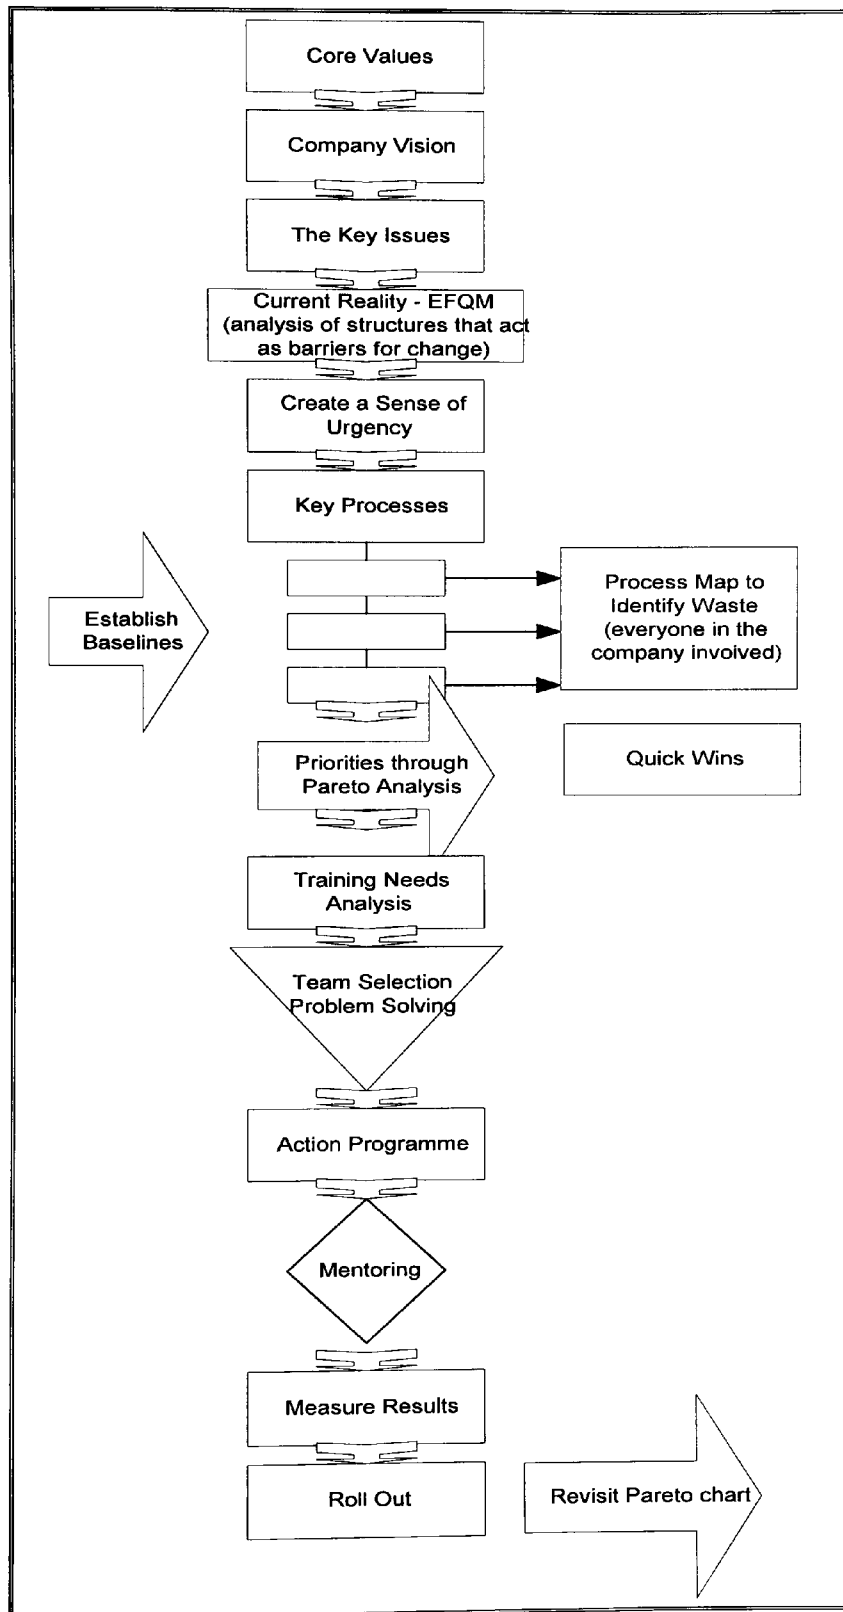 Core Values
Company Vision
The Key Issues
Current Reality - EFQM
(analysis of structures that act
as barriers for change)
Create a Sense of
Urgency
Key Processes
Establish
Baselines
Process Map to
Identify Waste
(everyone in the
company involved)
Priorities through
Pareto Analysis
Quick Wins
Training Needs
Analysis
Team Selection
Problem Solving
Action Programme
Mentoring
Measure Results
Roll Out
Revisit Pareto chart